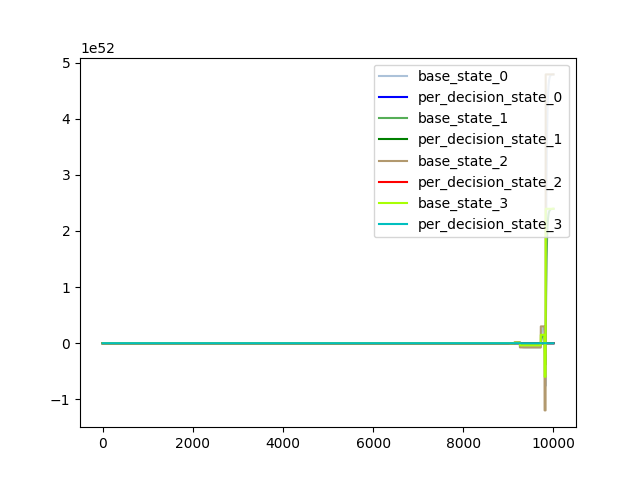 1e52
5
4
3
2
1
0
−1
0
2000
4000
6000
8000
10000
base_state_0
per_decision_state_0
base_state_1
per_decision_state_1
base_state_2
per_decision_state_2
base_state_3
per_decision_state_3